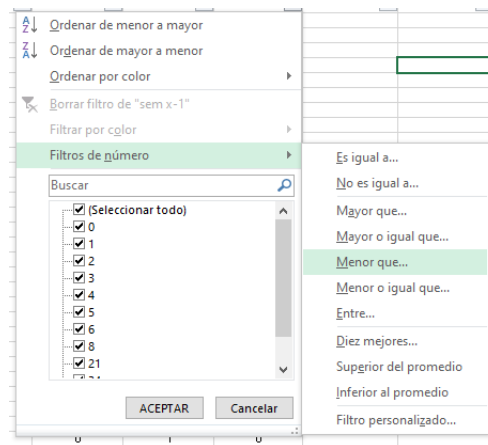 Ordenar de menor a mayor
Ordenar de mayor a menor
Ordenar por color
Borrar filtro de "sem x-1"
Filtrar por color
Filtros de número
Buscar
(Seleccionar todo)
0
1
2
3
4
5
6
8
21
ACEPTAR Cancelar
Es igual a...
No es igual a...
Mayor que...
Mayor o igual que...
Menor que...
Menor o igual que...
Entre...
Diez mejores...
Superior del promedio
Inferior al promedio
Filtro personalizado...